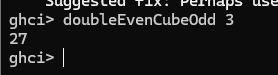 Suggested fix: Perhaps use
ghci> doubleEvenCubeOdd 3
27
ghci>